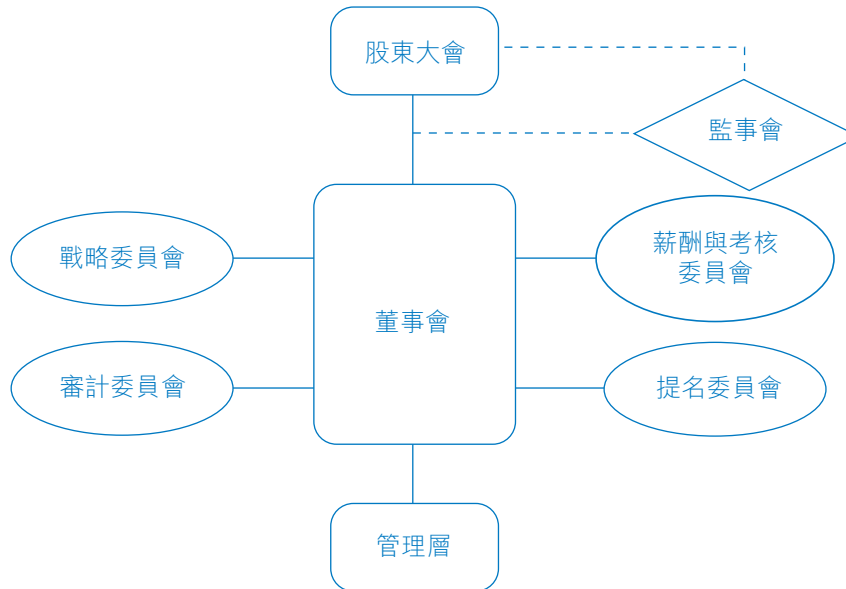 股東大會
監事會
戰略委員會
薪酬與考核
委員會
董事會
審計委員會
提名委員會
管理層